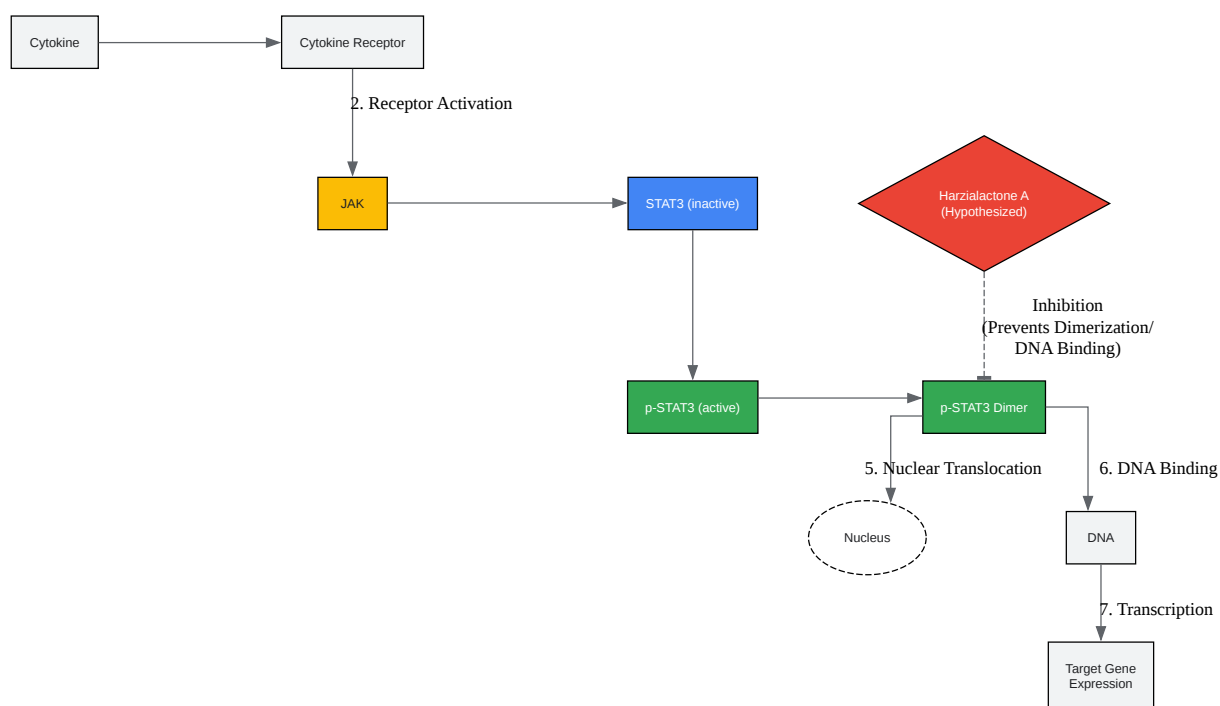 Cytokine
Cytokine Receptor
2. Receptor Activation
JAK
STAT3 (inactive)
Harzialactone A
(Hypothesized)
Inhibition
(Prevents Dimerization/
DNA Binding)
p-STAT3 (active)
p-STAT3 Dimer
5. Nuclear Translocation
6. DNA Binding
Nucleus
DNA
7. Transcription
Target Gene
Expression